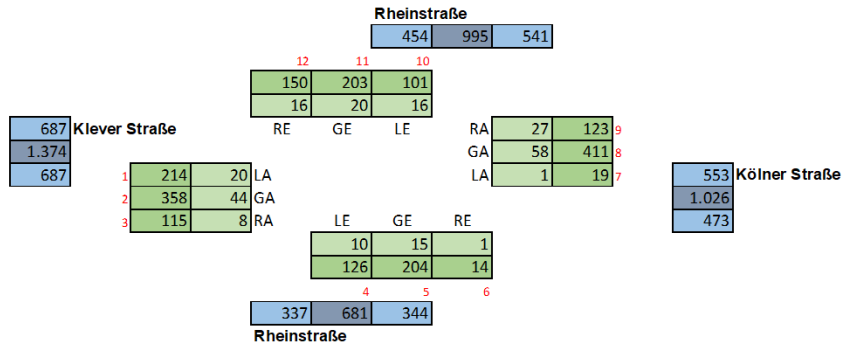 Rheinstraße
454 995 541
12 11 10
150 203 101
16 20 16
RE GE LE
687 Klever Straße
1.374
687
RA 27 123 9
GA 58 411 8
LA 1 19 7
1 214 20 LA
2 358 44 GA
3 115 8 RA
553 Kölner Straße
1.026
473
LE GE RE
10 15 1
126 204 14
4 5 6
337 681 344
Rheinstraße